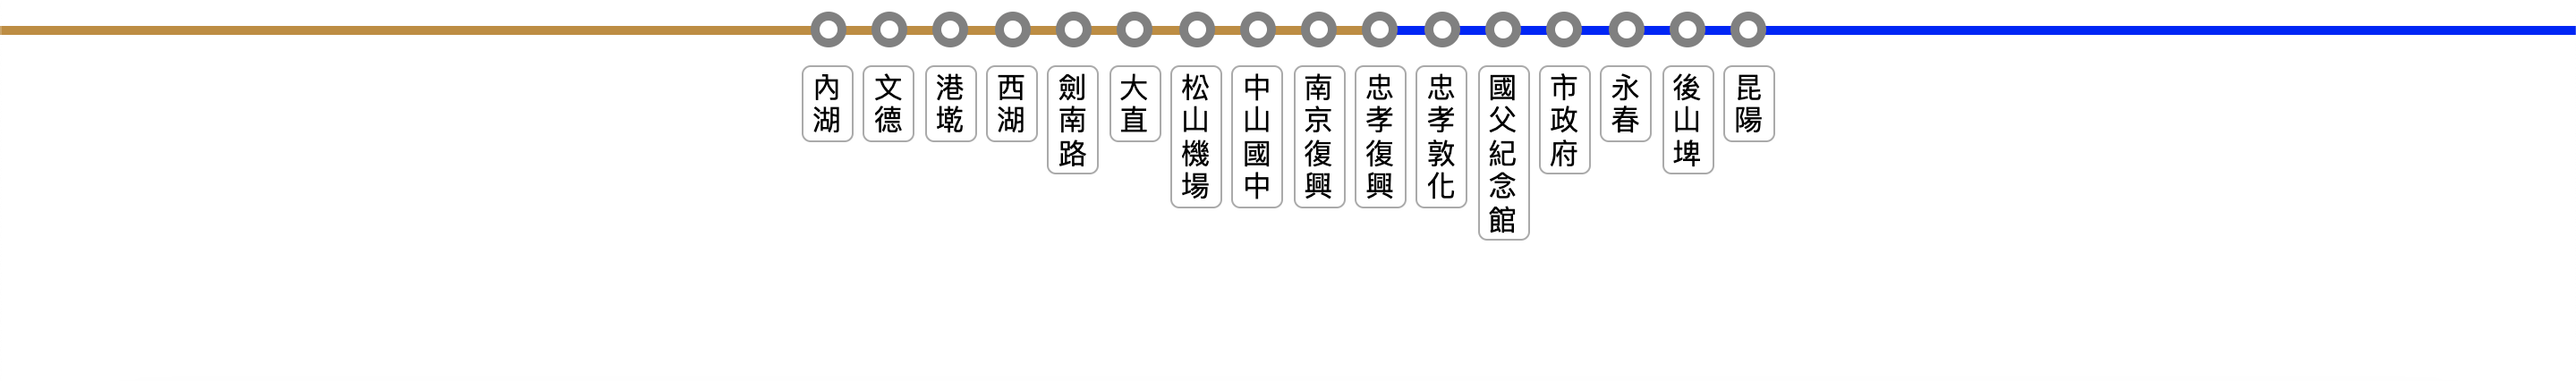 內湖
文德
港墘
西湖
劍南路
大直
松山機場
中山國中
南京復興
忠孝復興
忠孝敦化
國父紀念館
市政府
永春
後山埤
昆陽